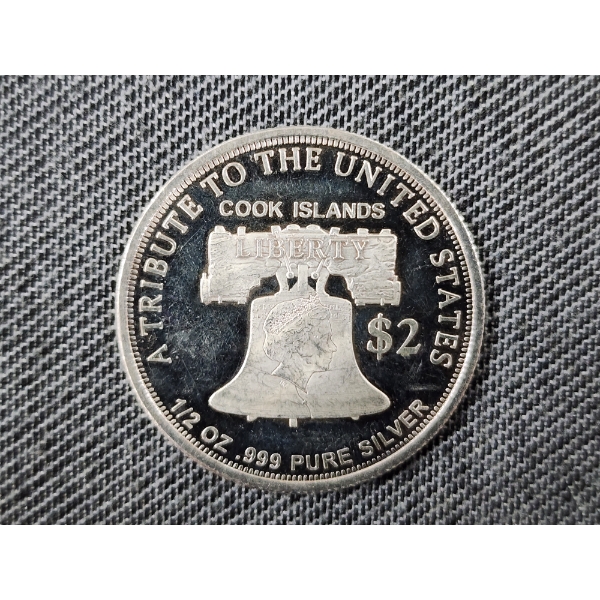 A TRIBUTE TO THE UNITED STATES
COOK ISLANDS
LIBERTY
$2
1/2 OZ .999 PURE SILVER